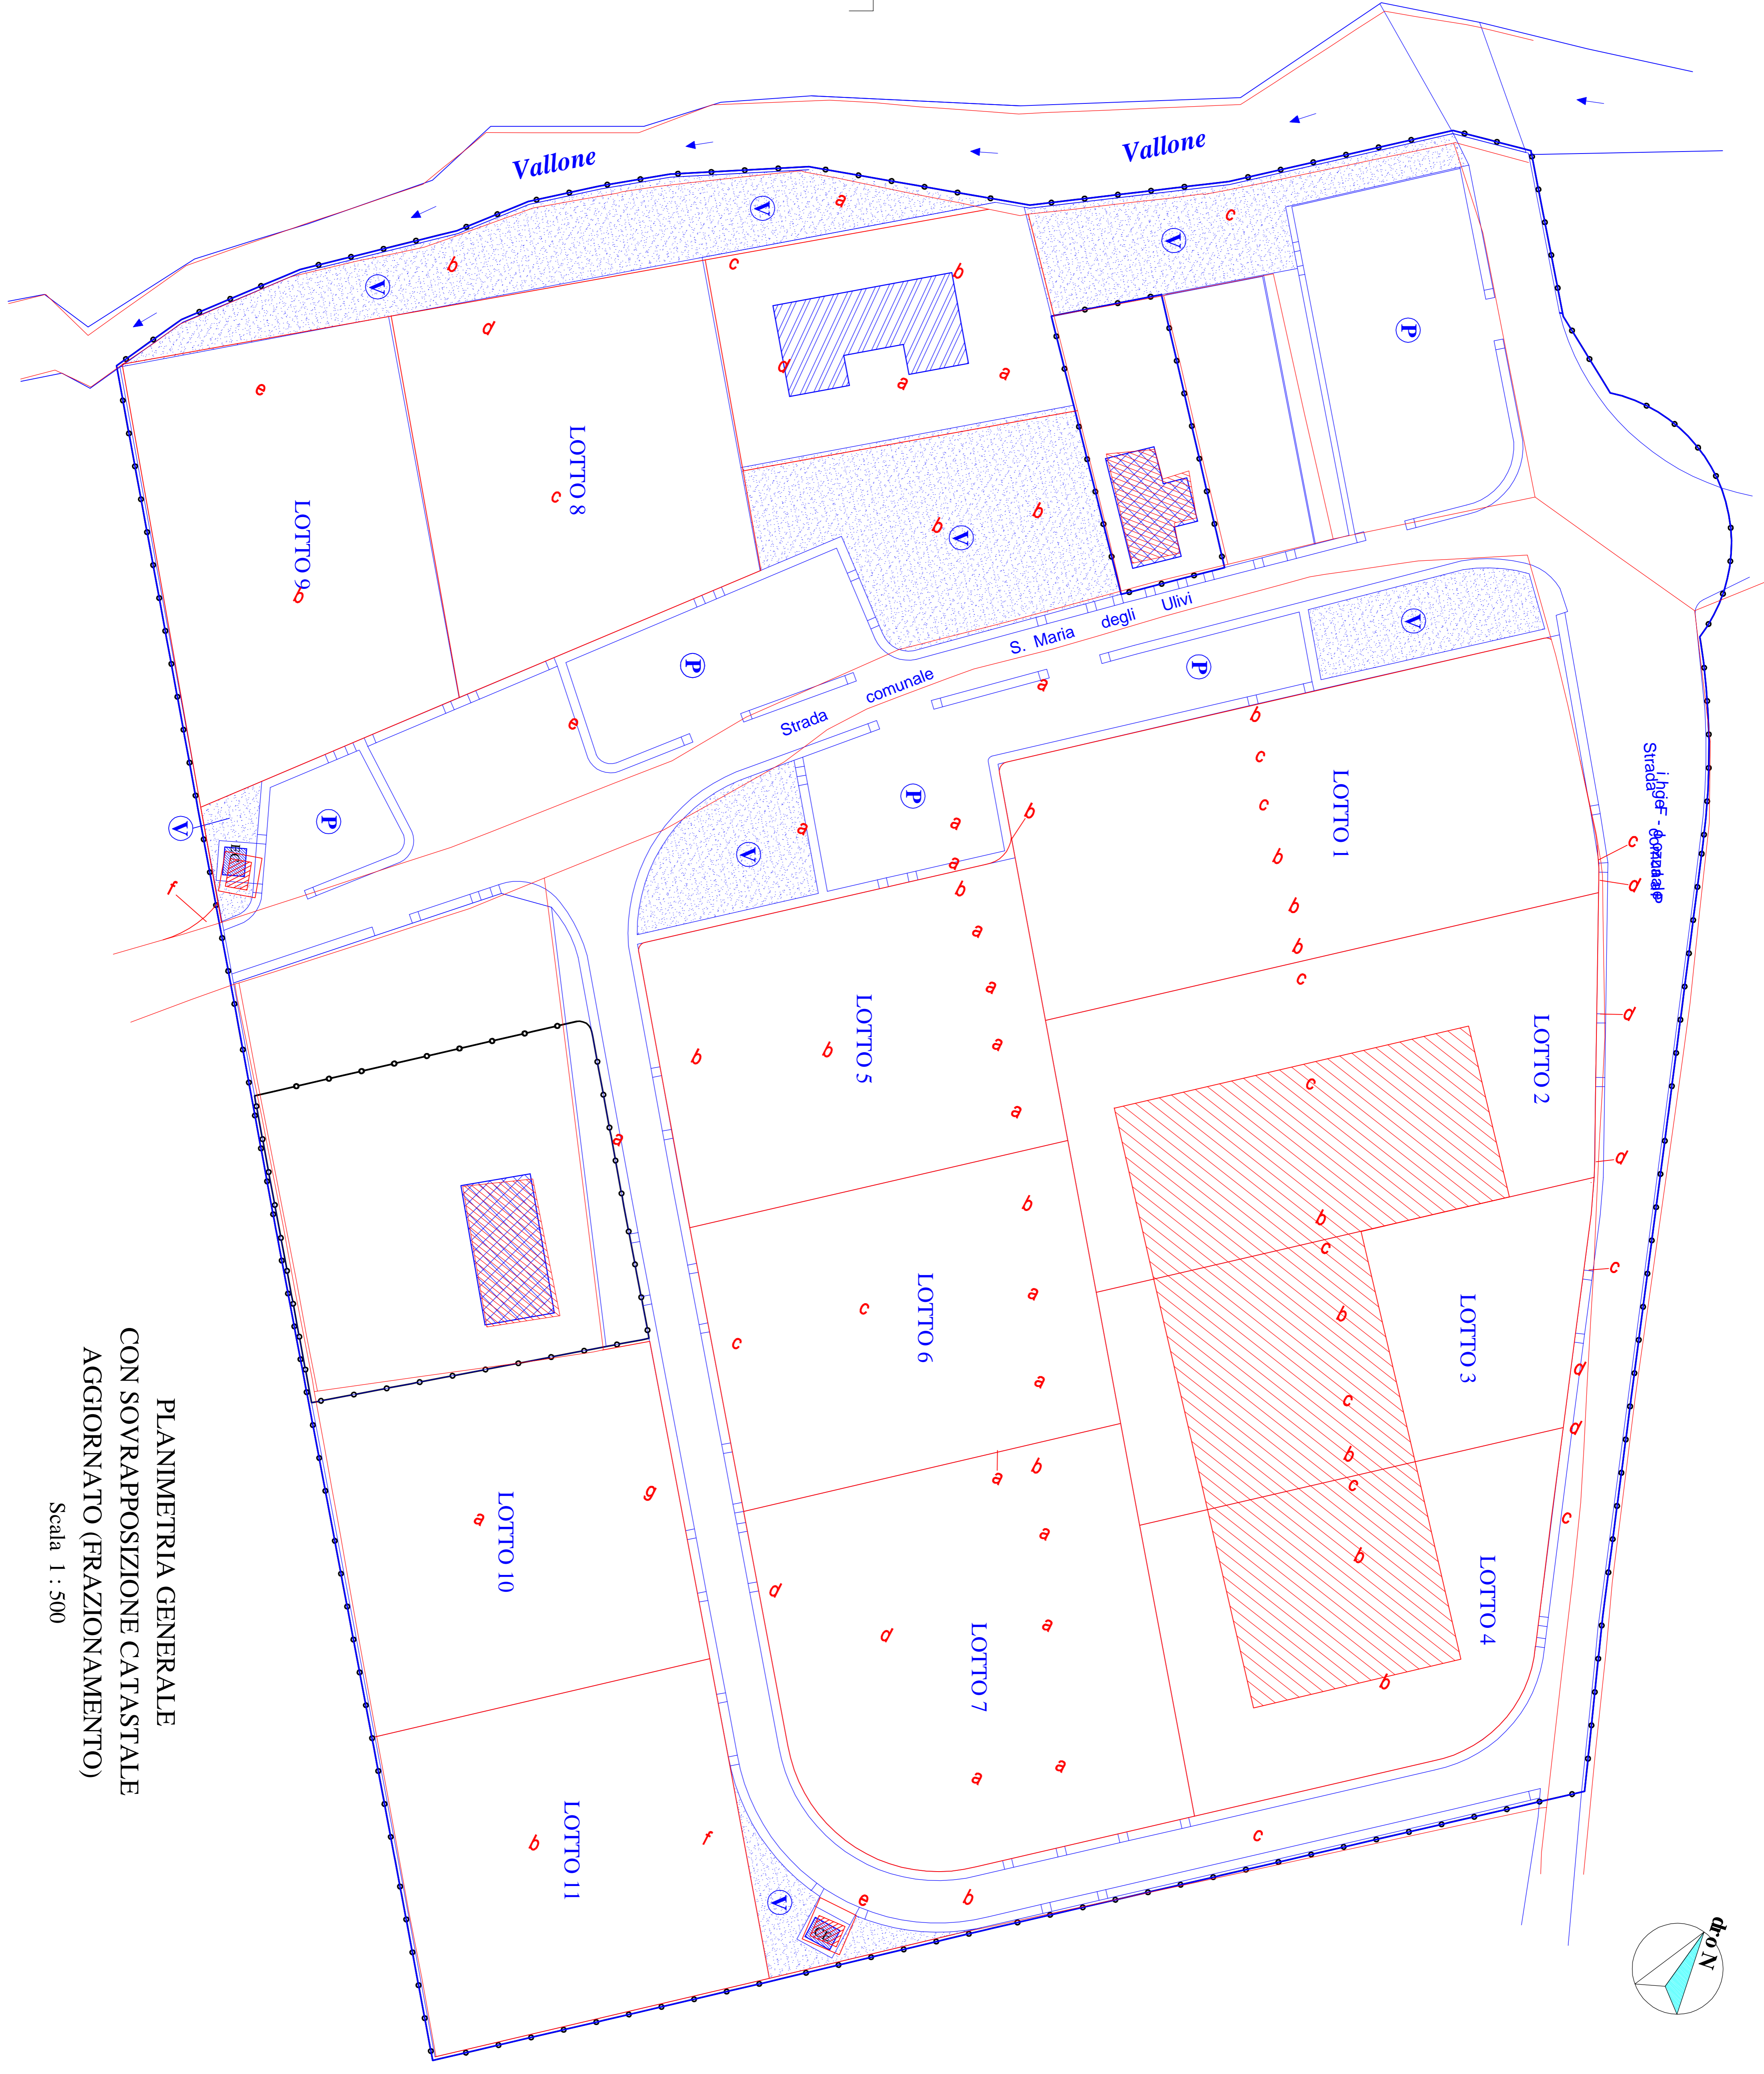 PLANIMETRIA GENERALE
CON SOVRAPPOSIZIONE CATASTALE
AGGIORNATO (FRAZIONAMENTO)
Scala 1 : 500
Vallone
Vallone
V
a
c
V
V
b
c
b
d
e
d
a
a
P
LOTTO 8
LOTTO 9
c
b
b
b
V
S. Maria degli Ulivi
Strada comunale
P
P
V
a
e
b
c
c
b
LOTTO 1
P
P
V
V
a
a
a
b
b
b
b
c
f
Strada
comunale
c
d
d
d
c
d
d
c
LOTTO 5
a
a
a
a
b
b
LOTTO 2
c
b
c
b
LOTTO 3
c
b
c
b
b
LOTTO 4
a
b
a
a
LOTTO 6
c
c
b
a
a
a
a
LOTTO 7
d
d
a
g
LOTTO 10
a
LOTTO 11
b
f
V
e
b
c
Nord